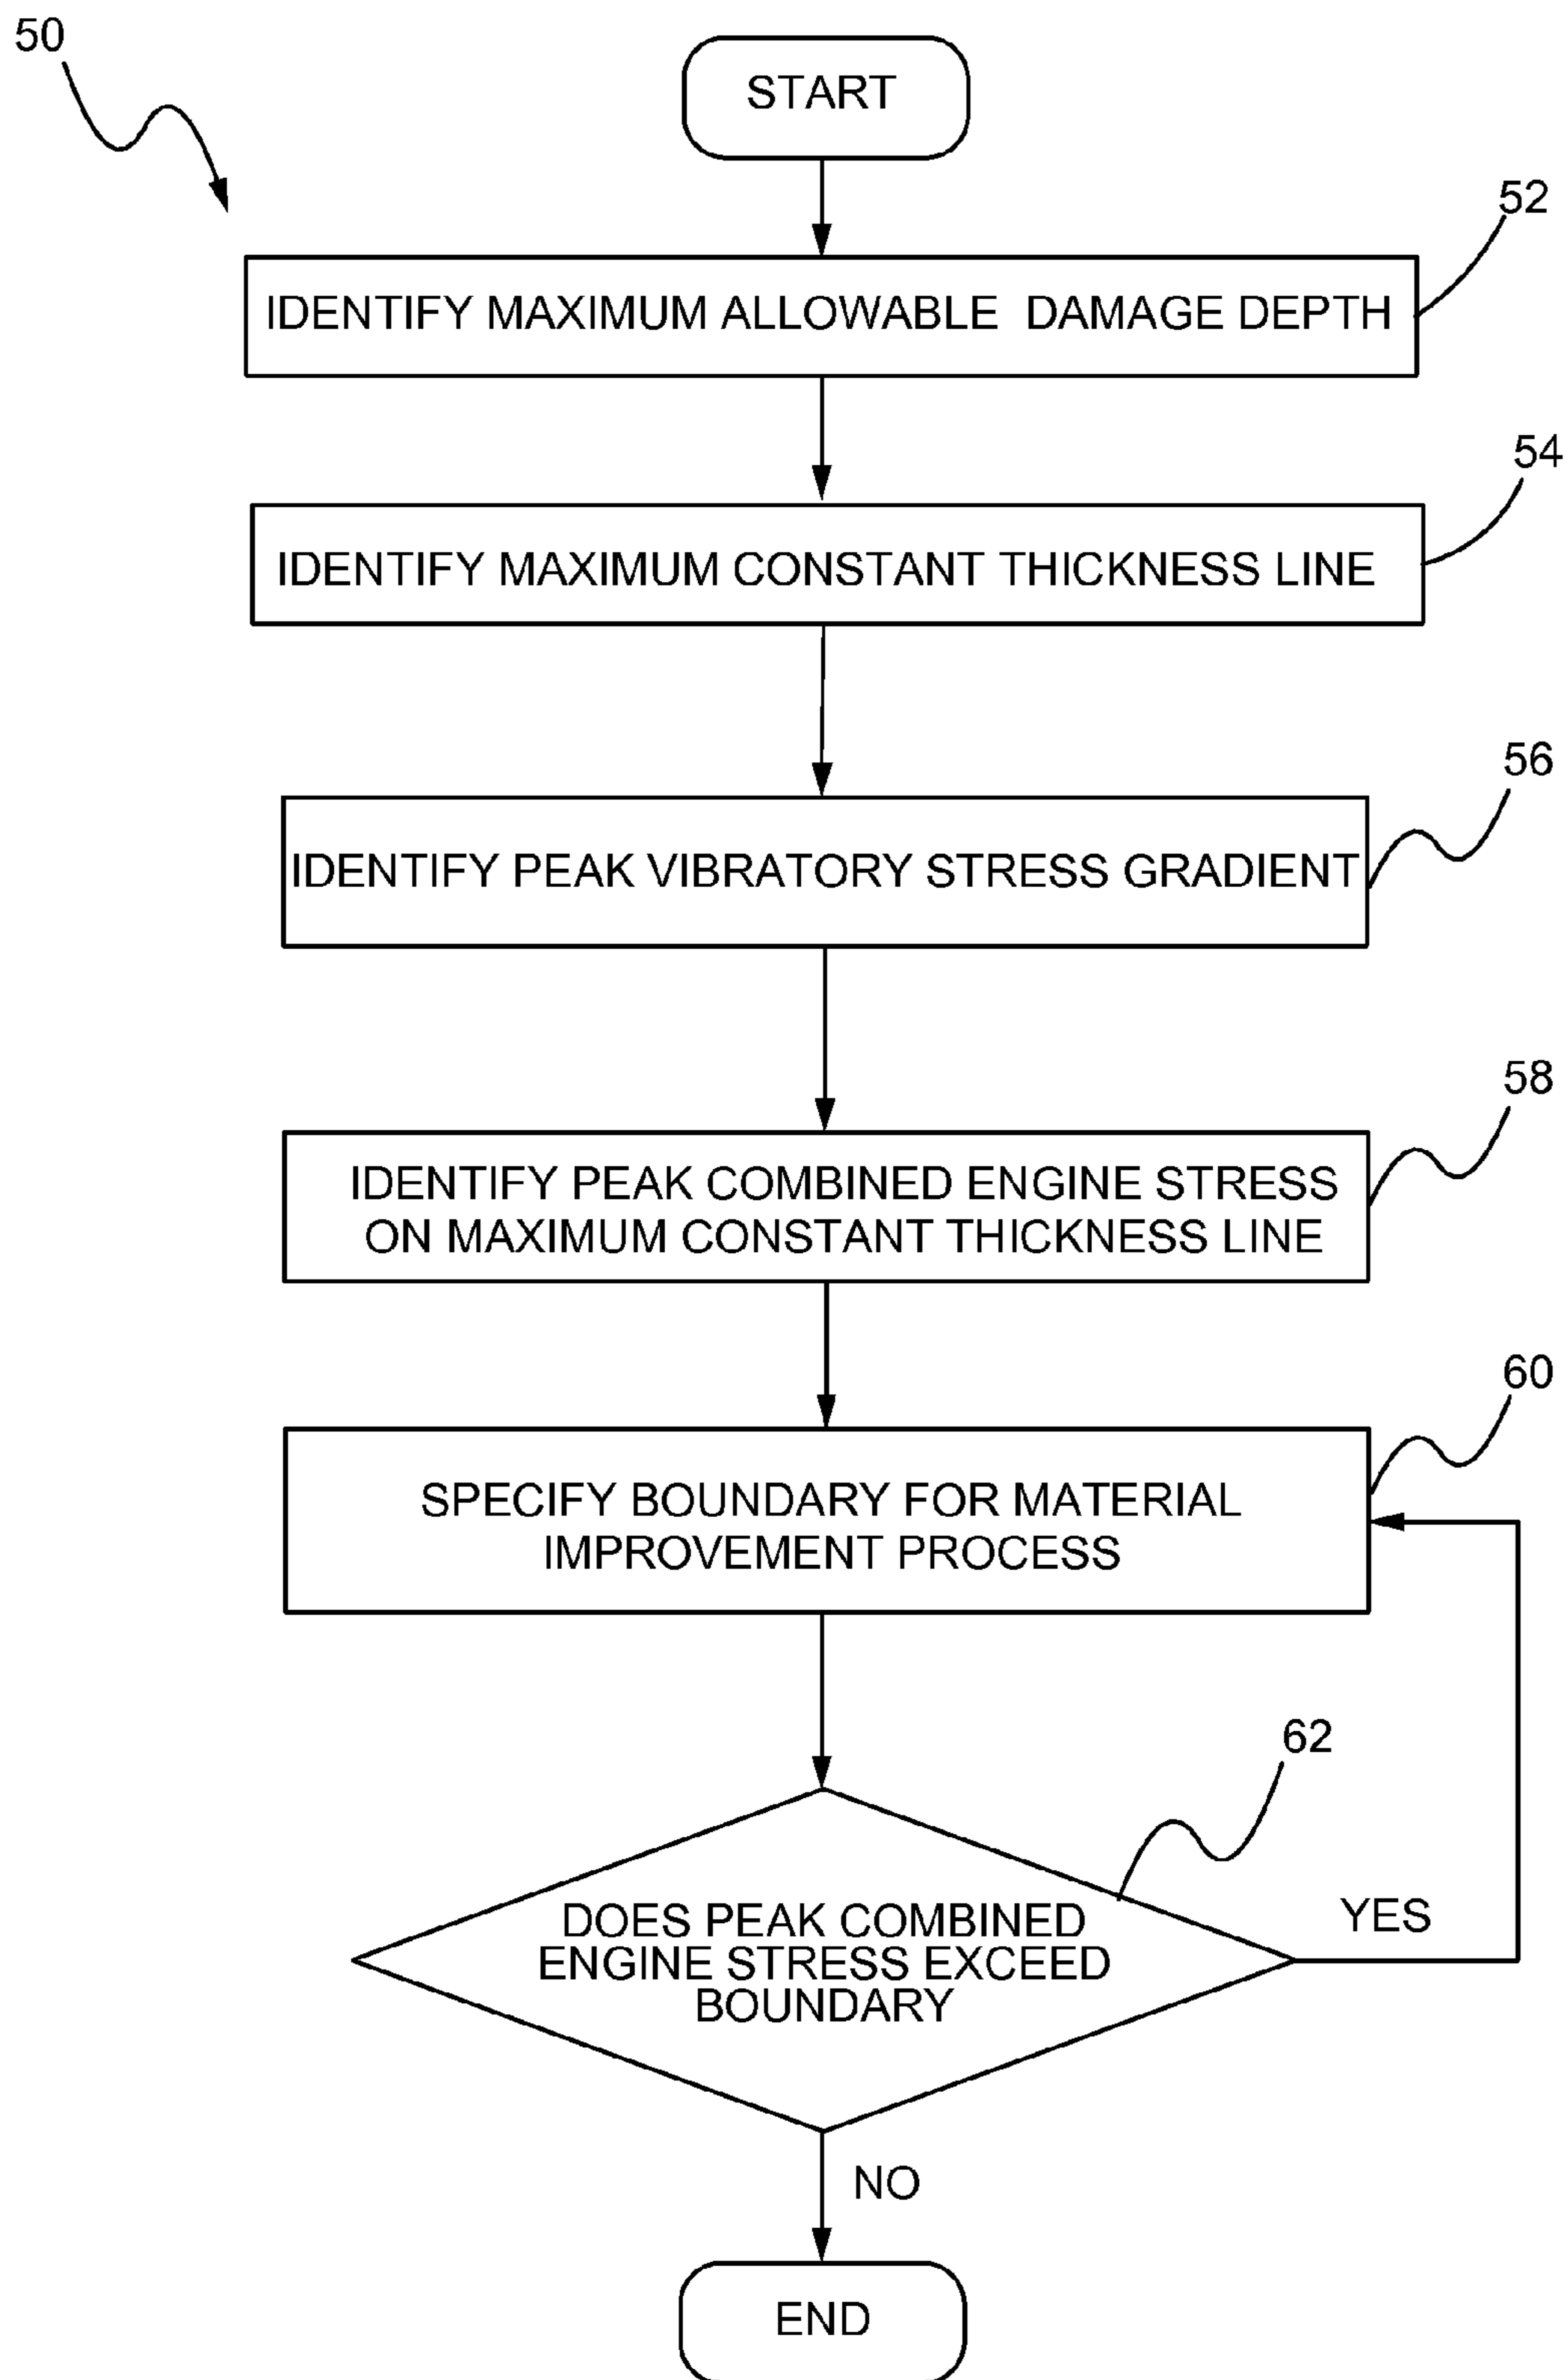 50
START
52
IDENTIFY MAXIMUM ALLOWABLE DAMAGE DEPTH
54
IDENTIFY MAXIMUM CONSTANT THICKNESS LINE
56
IDENTIFY PEAK VIBRATORY STRESS GRADIENT
58
IDENTIFY PEAK COMBINED ENGINE STRESS
ON MAXIMUM CONSTANT THICKNESS LINE
60
SPECIFY BOUNDARY FOR MATERIAL
IMPROVEMENT PROCESS
62
DOES PEAK COMBINED
ENGINE STRESS EXCEED
BOUNDARY
YES
NO
END